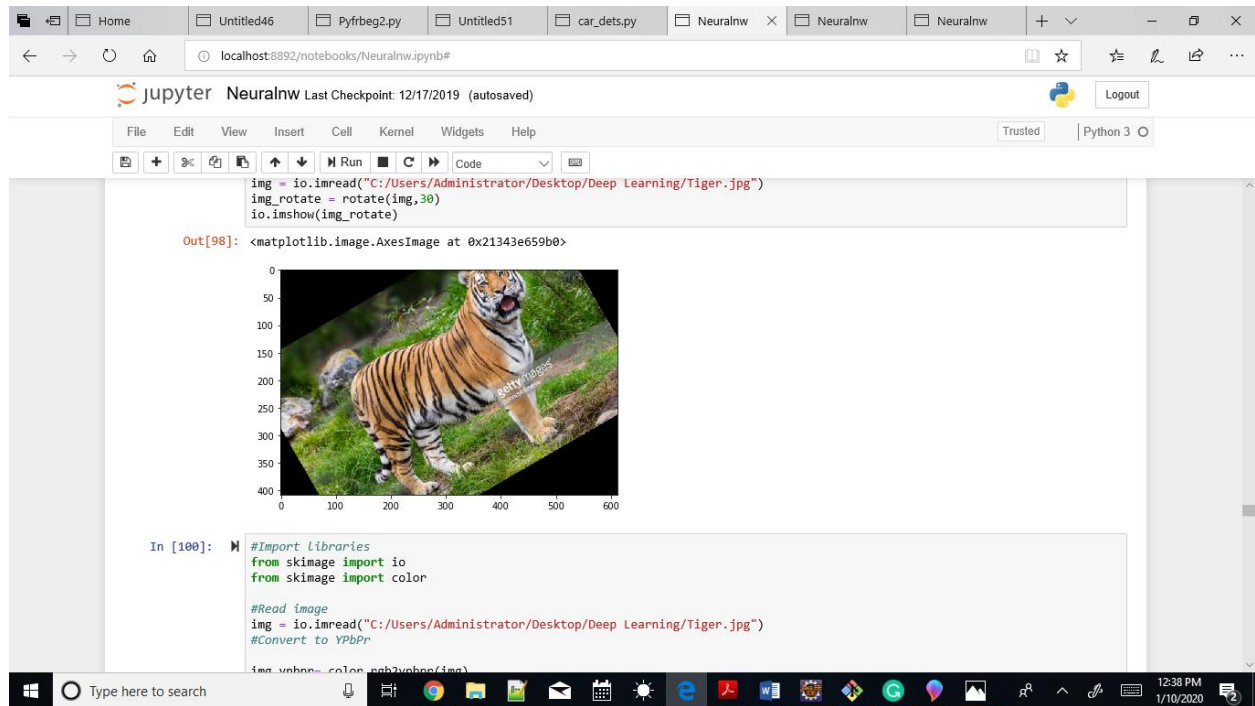 Home Untitled46 Pyfrbeg2.py Untitled51 car_dets.py Neuralnw Neuralnw Neuralnw
localhost:8892/notebooks/Neuralnw.ipynb#
jupyter Neuralnw Last Checkpoint: 12/17/2019 (autosaved) Logout
File Edit View Insert Cell Kernel Widgets Help Trusted Python 3
Run Code
img = io.imread("C:/Users/Administrator/Desktop/Deep Learning/Tiger.jpg")
img_rotate = rotate(img,30)
io.imshow(img_rotate)
Out[98]: <matplotlib.image.AxesImage at 0x21343e659b0>
0
50
100
150
200
250
300
350
400
0 100 200 300 400 500 600
gettyimages
In [100]: #Import libraries
from skimage import io
from skimage import color
#Read image
img = io.imread("C:/Users/Administrator/Desktop/Deep Learning/Tiger.jpg")
#Convert to YPbPr
img_ypbpr= color.rgb2ypbpr(img)
Type here to search
12:38 PM
1/10/2020
2